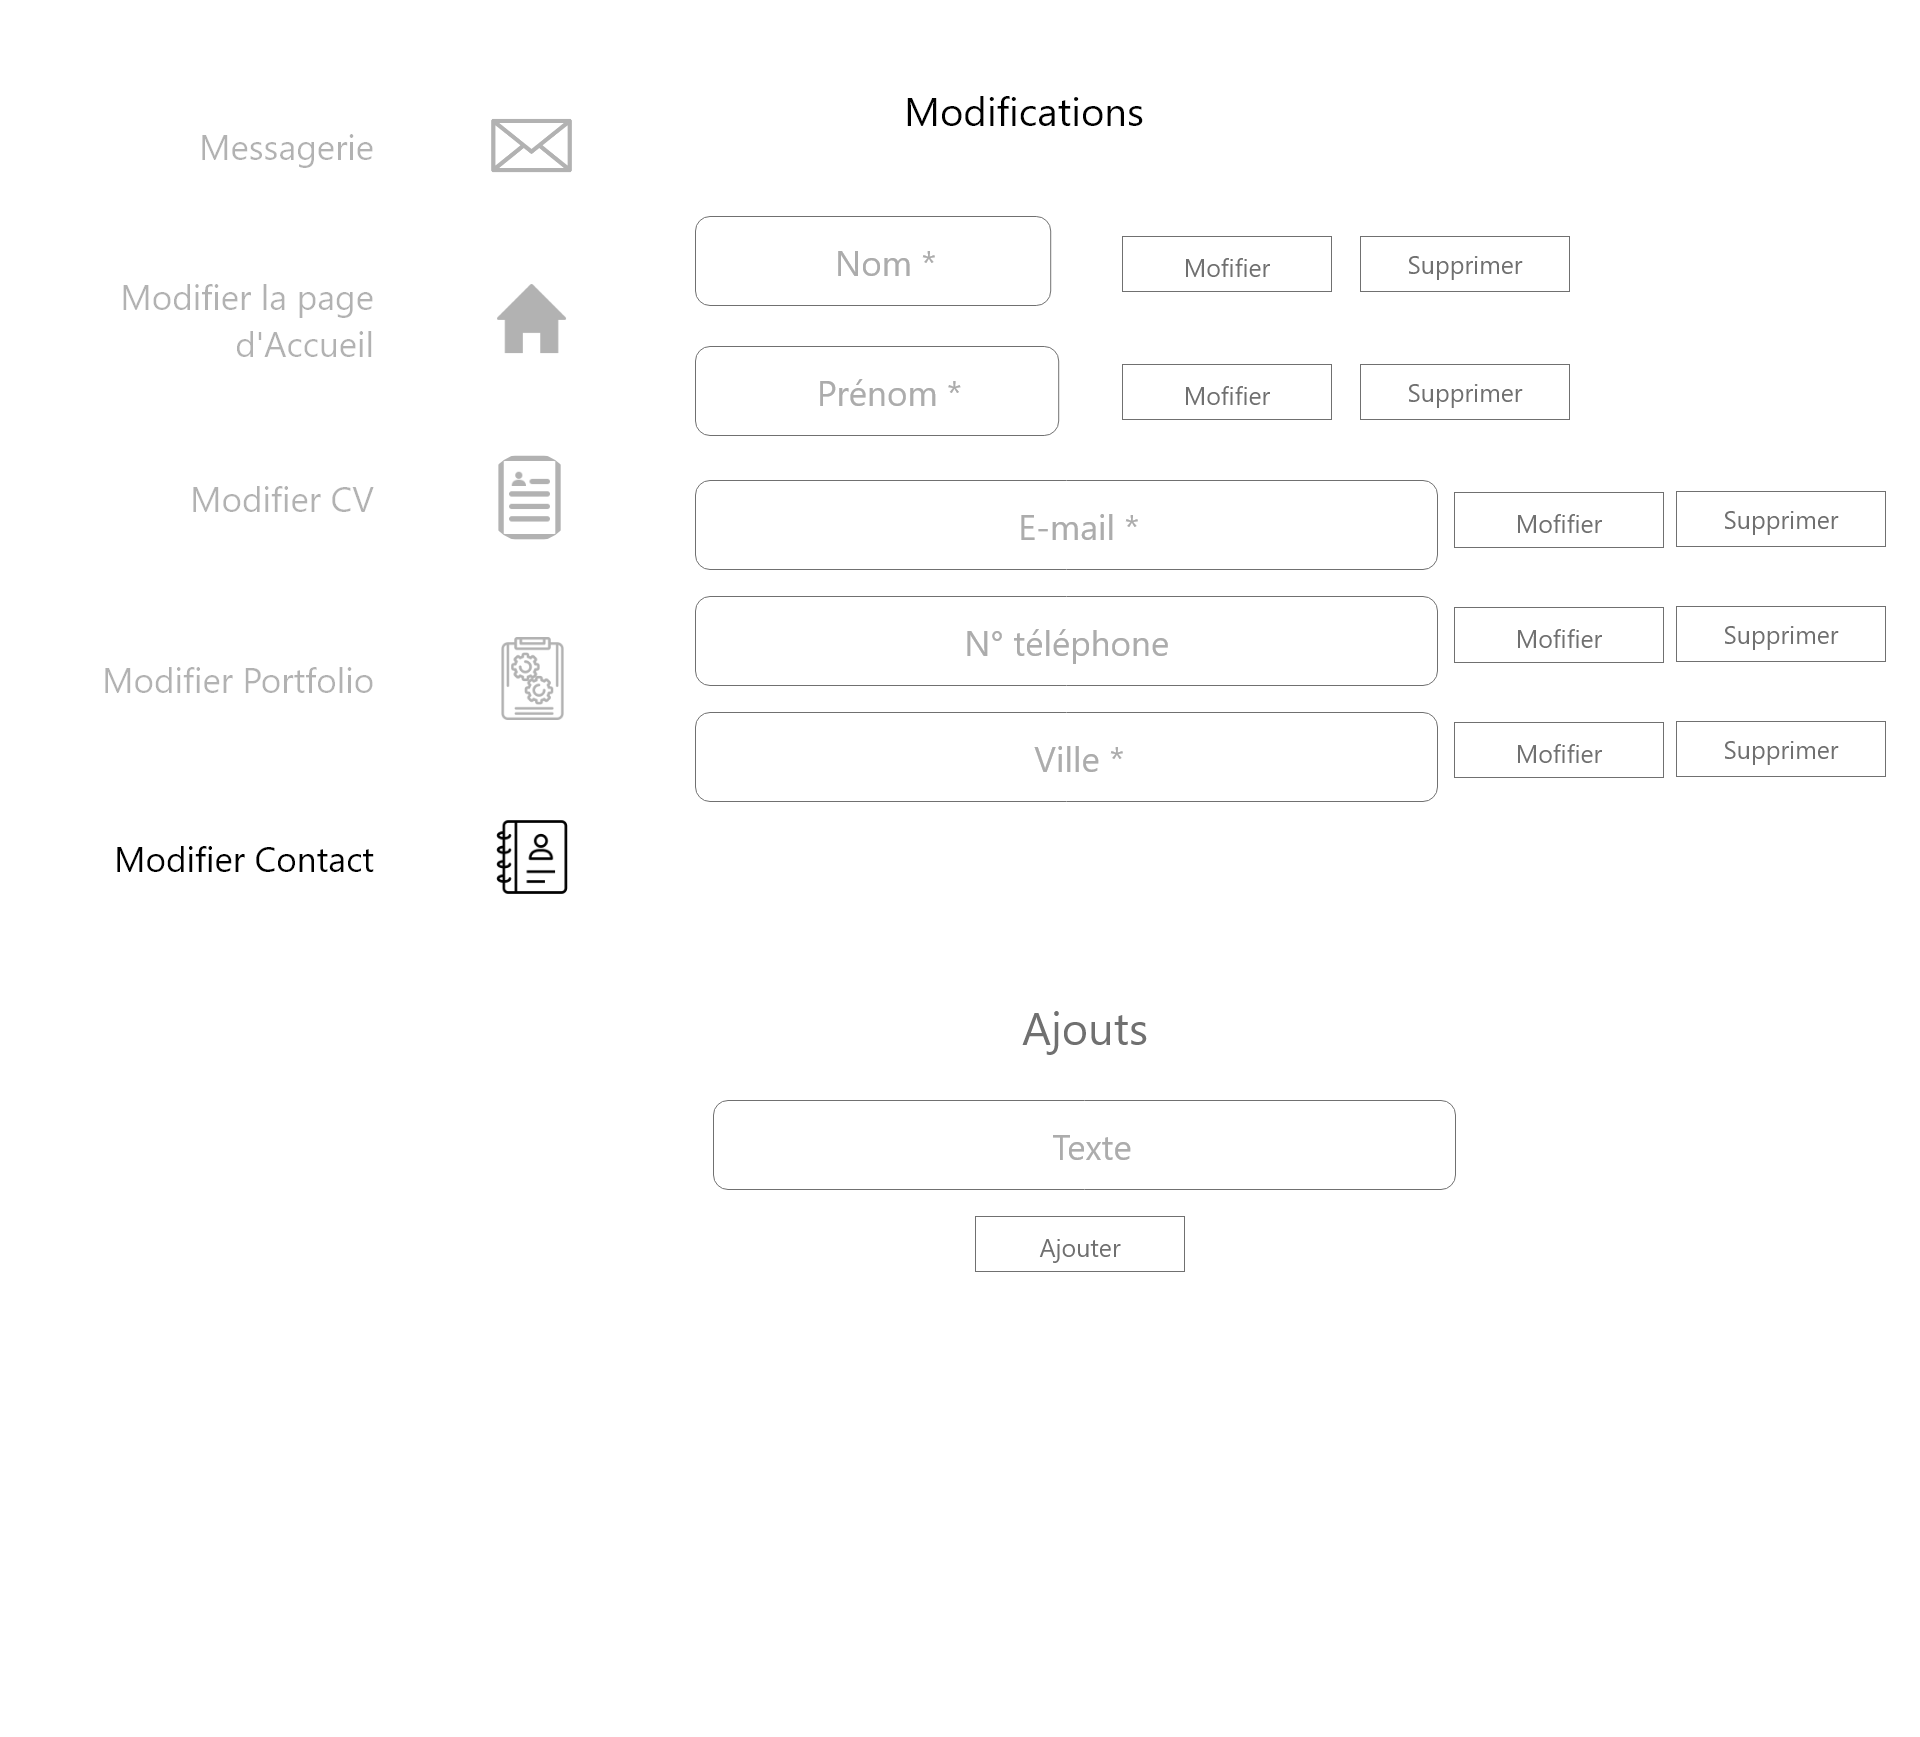 Messagerie
Modifier la page
d'Accueil
Modifier CV
Modifier Portfolio
Modifier Contact
Modifications
Nom *
Mofifier
Supprimer
Prénom *
Mofifier
Supprimer
E-mail *
Mofifier
Supprimer
N° téléphone
Mofifier
Supprimer
Ville *
Mofifier
Supprimer
Ajouts
Texte
Ajouter